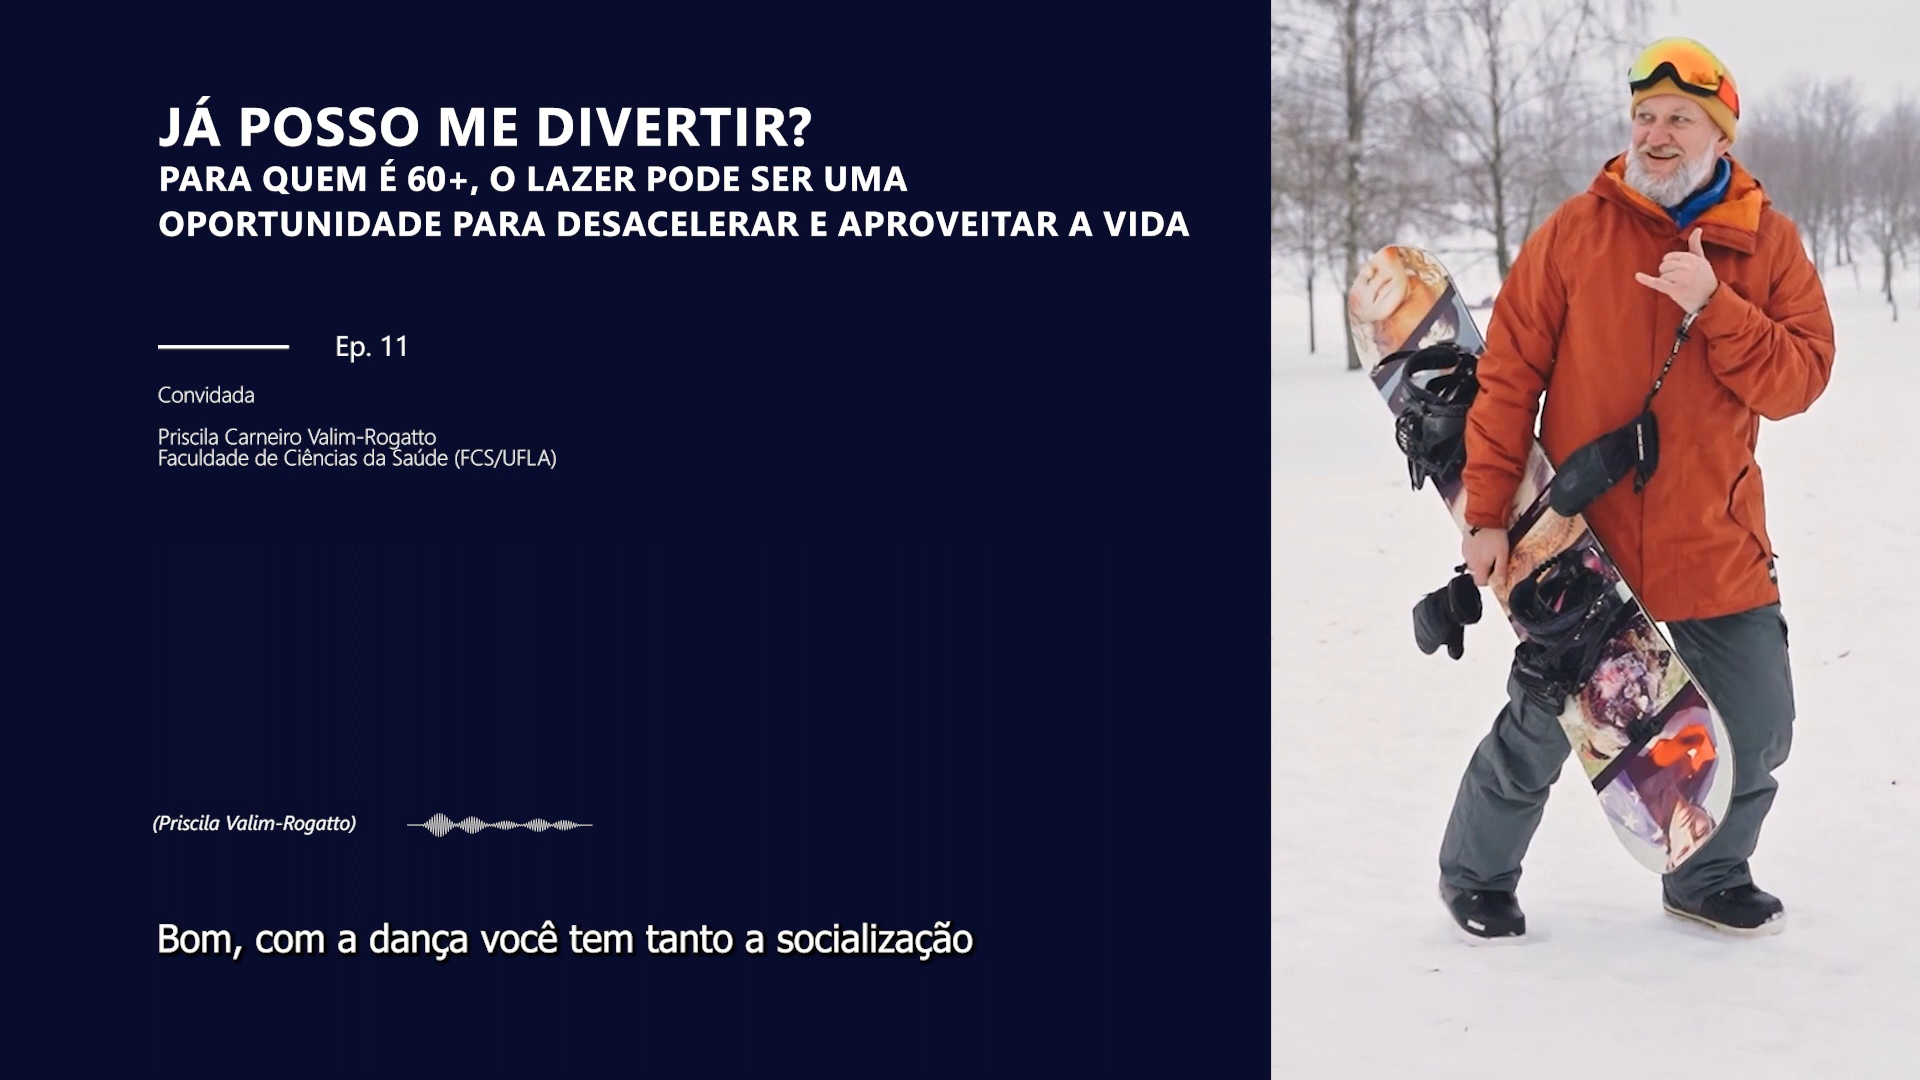 JÁ POSSO ME DIVERTIR?
PARA QUEM É 60+, O LAZER PODE SER UMA
OPORTUNIDADE PARA DESACELERAR E APROVEITAR A VIDA
Ep. 11
Convidada
Priscila Carneiro Valim-Rogatto
Faculdade de Ciências da Saúde (FCS/UFLA)
(Priscila Valim-Rogatto)
Bom, com a dança você tem tanto a socialização